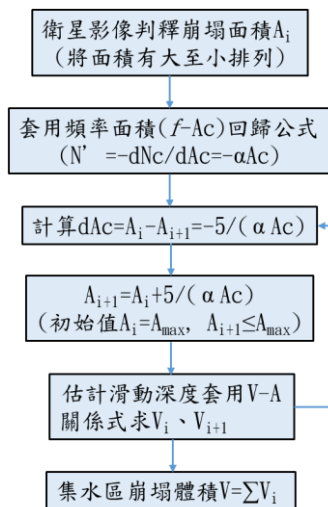 衛星影像判釋崩塌面積Aᵢ
(將面積有大至小排列)
套用頻率面積(f-Ac)回歸公式
(N’=-dNc/dAc=-αAc)
計算dAc=Aᵢ-Aᵢ₊₁=-5/(αAc)
Aᵢ₊₁=Aᵢ+5/(αAc)
(初始值Aᵢ=Amax, Aᵢ₊₁≤Amax)
估計滑動深度套用V-A
關係式求Vᵢ、Vᵢ₊₁
集水區崩塌體積V=∑Vᵢ